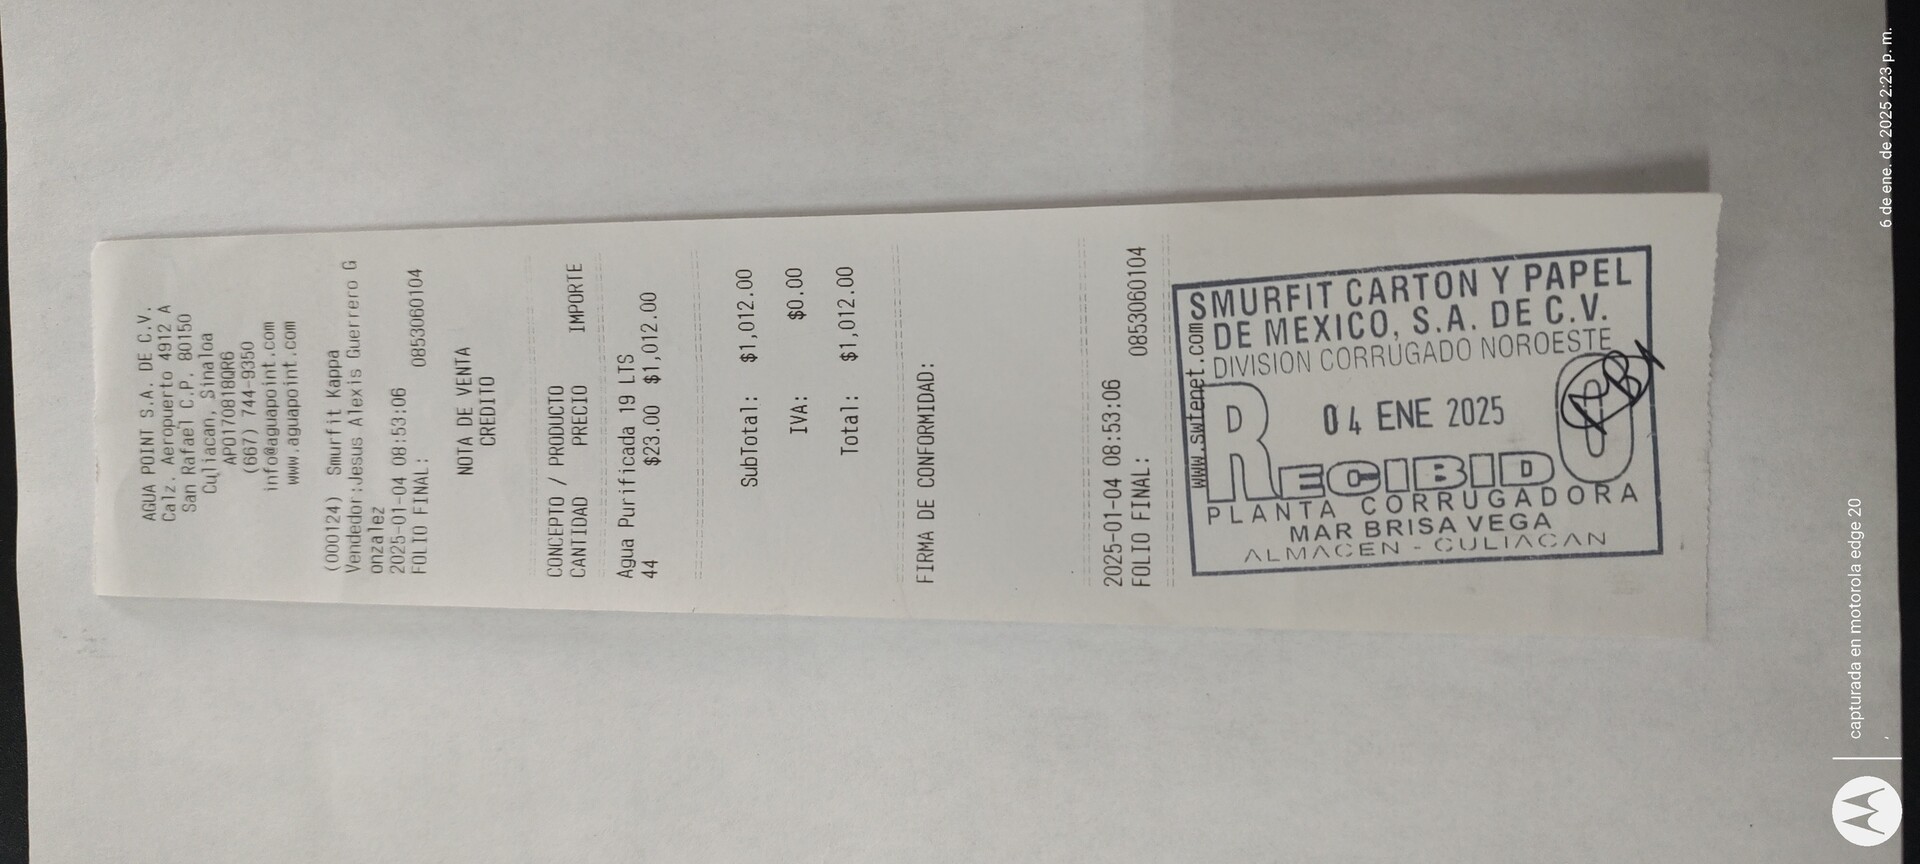 AGUA POINT S.A. DE C.V.
Calz. Aeropuerto 4912 A
San Rafael C.P. 80150
Culiacan, Sinaloa
APO170818QR6
(667) 744-9350
info@aguapoint.com
www.aguapoint.com
(000124) Smurfit Kappa
Vendedor:Jesus Alexis Guerrero G
onzalez
2025-01-04 08:53:06
FOLIO FINAL: 0853060104
NOTA DE VENTA
CREDITO
CONCEPTO / PRODUCTO
CANTIDAD PRECIO IMPORTE
Agua Purificada 19 LTS
44 $23.00 $1,012.00
SubTotal: $1,012.00
IVA: $0.00
Total: $1,012.00
FIRMA DE CONFORMIDAD:
2025-01-04 08:53:06
FOLIO FINAL: 0853060104
SMURFIT CARTON Y PAPEL
DE MEXICO, S.A. DE C.V.
DIVISION CORRUGADO NOROESTE
www.swtenet.com
04 ENE 2025
RECIBIDO
PLANTA CORRUGADORA
MAR BRISA VEGA
ALMACEN - CULIACAN
capturada en motorola edge 20
6 de ene. de 2025 2:23 p. m.